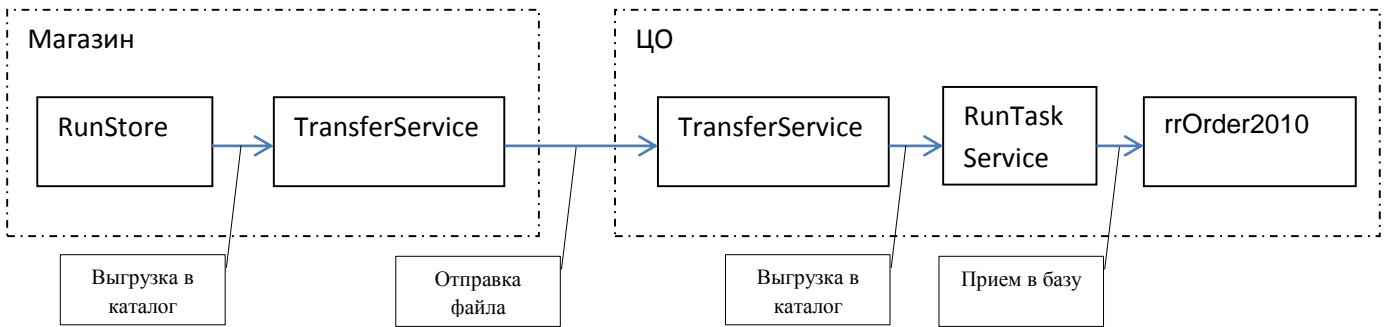 Магазин
ЦО
RunStore
TransferService
TransferService
RunTask
Service
rrOrder2010
Выгрузка в
каталог
Отправка
файла
Выгрузка в
каталог
Прием в базу